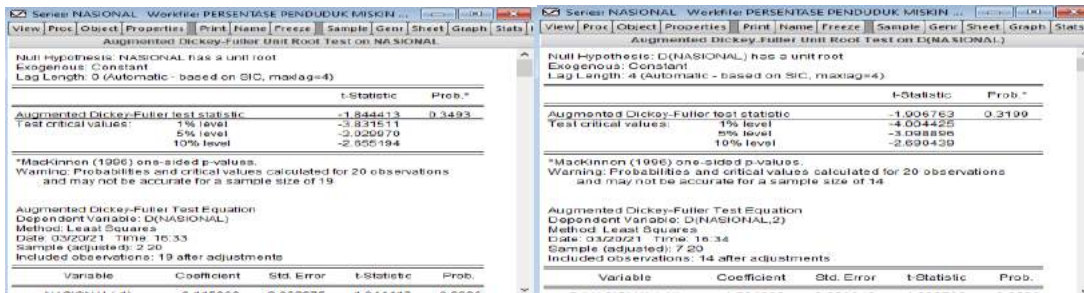 Series: NASIONAL Workfile: PERSENTASE PENDUDUK MISKIN ...
View Proc Object Properties Print Name Freeze Sample Genr Sheet Graph Stats
Augmented Dickey-Fuller Unit Root Test on NASIONAL
Null Hypothesis: NASIONAL has a unit root
Exogenous: Constant
Lag Length: 0 (Automatic - based on SIC, maxlag=4)
t-Statistic Prob.*
Augmented Dickey-Fuller test statistic -1.844413 0.3493
Test critical values: 1% level -3.831511
5% level -3.029970
10% level -2.655194
*MacKinnon (1996) one-sided p-values.
Warning: Probabilities and critical values calculated for 20 observations
and may not be accurate for a sample size of 19
Augmented Dickey-Fuller Test Equation
Dependent Variable: D(NASIONAL)
Method: Least Squares
Date: 03/20/21 Time: 16:33
Sample (adjusted): 2 20
Included observations: 19 after adjustments
Variable Coefficient Std. Error t-Statistic Prob.
Series: NASIONAL Workfile: PERSENTASE PENDUDUK MISKIN ...
View Proc Object Properties Print Name Freeze Sample Genr Sheet Graph Stats
Augmented Dickey-Fuller Unit Root Test on D(NASIONAL)
Null Hypothesis: D(NASIONAL) has a unit root
Exogenous: Constant
Lag Length: 4 (Automatic - based on SIC, maxlag=4)
t-Statistic Prob.*
Augmented Dickey-Fuller test statistic -1.906763 0.3199
Test critical values: 1% level -4.004425
5% level -3.098896
10% level -2.690439
*MacKinnon (1996) one-sided p-values.
Warning: Probabilities and critical values calculated for 20 observations
and may not be accurate for a sample size of 14
Augmented Dickey-Fuller Test Equation
Dependent Variable: D(NASIONAL,2)
Method: Least Squares
Date: 03/20/21 Time: 16:34
Sample (adjusted): 7 20
Included observations: 14 after adjustments
Variable Coefficient Std. Error t-Statistic Prob.